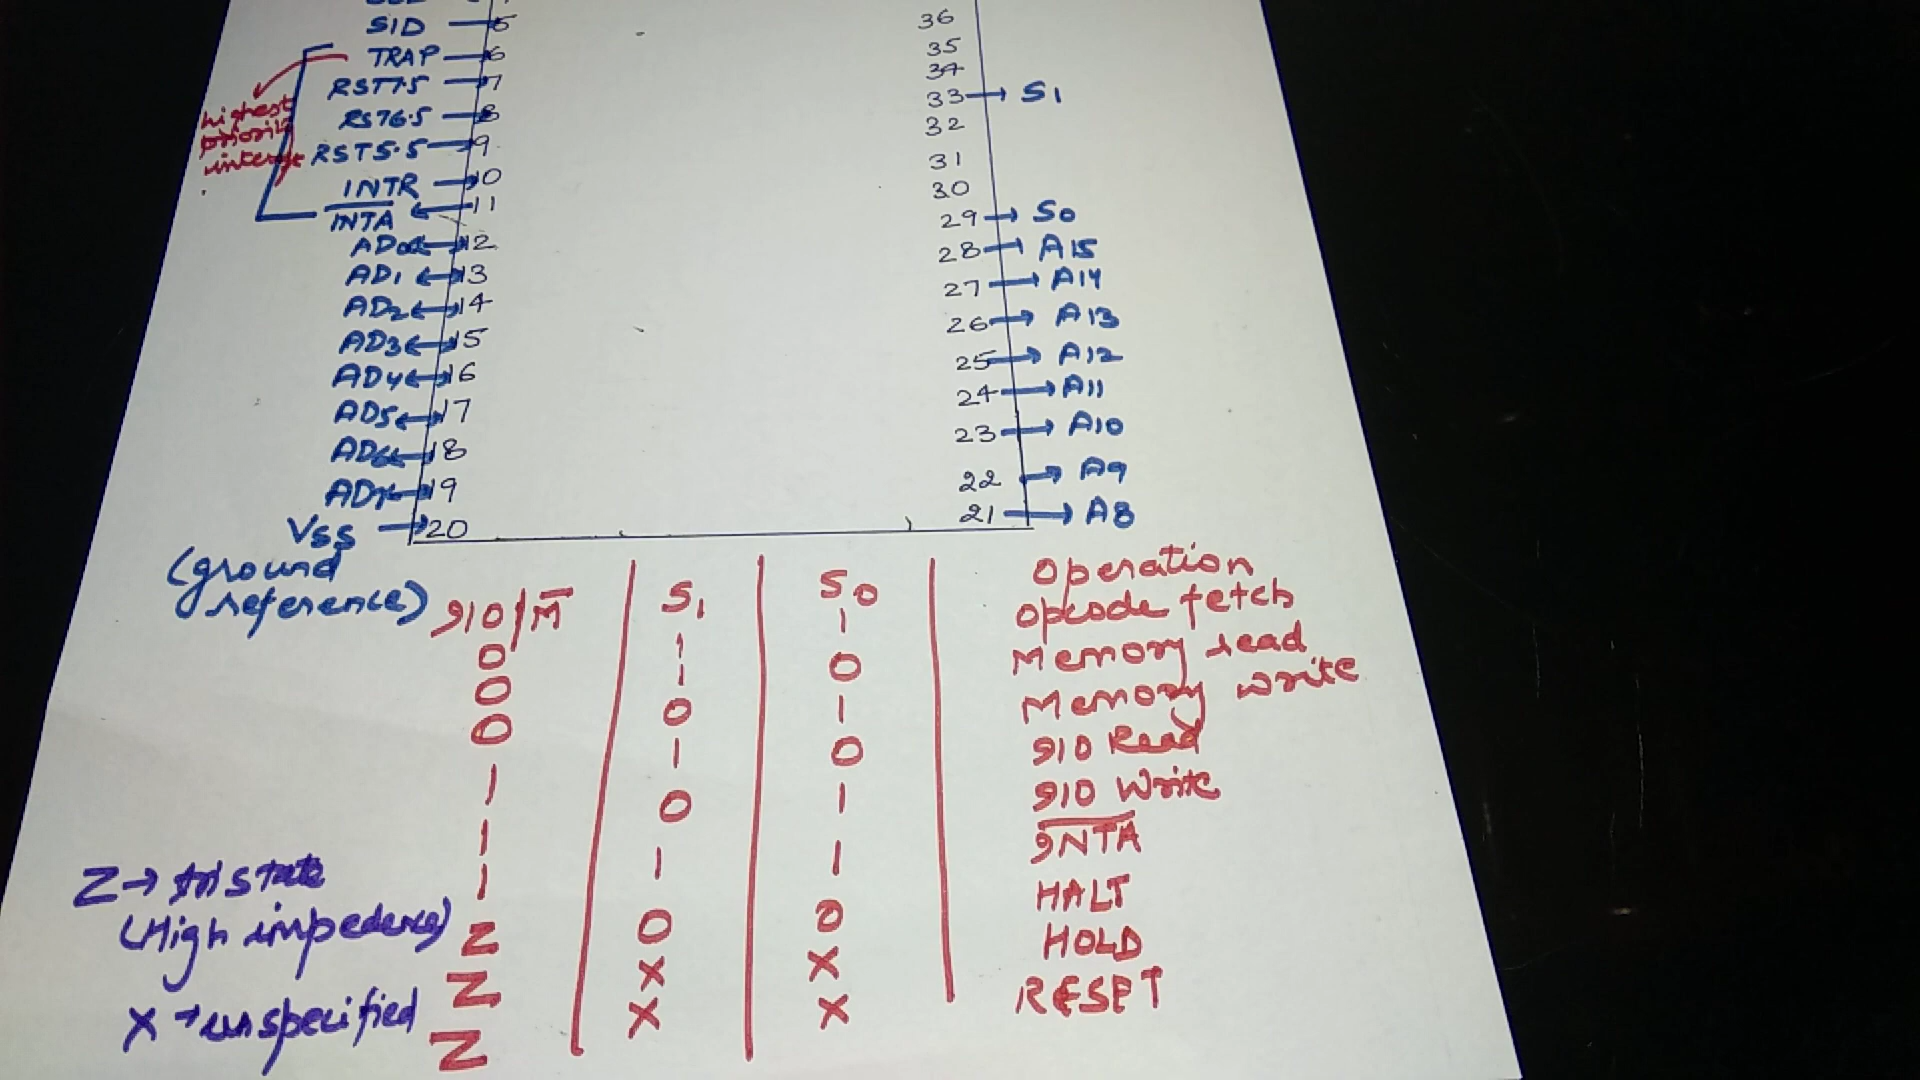 SID → 5
TRAP → 6
RST7.5 → 7
RS76.5 → 8
RST5.5 → 9
INTR → 10
INTA ← 11
highest
priority
AD0 ↔ 12
AD1 ↔ 13
AD2 ↔ 14
AD3 ↔ 15
AD4 ↔ 16
AD5 ↔ 17
AD6 ↔ 18
AD7 ↔ 19
VSS → 20
(ground
reference)
36
35
34
33 → S1
32
31
30
29 → S0
28 → A15
27 → A14
26 → A13
25 → A12
24 → A11
23 → A10
22 → A9
21 → A8
IO/M̅ S1 S0 Operation
0 1 1 Opcode fetch
0 1 0 Memory read
0 0 1 Memory write
1 1 0 IO Read
1 0 1 IO Write
1 1 1 INTA
Z 0 0 HALT
Z X X HOLD
Z X X RESET
Z → tristate
(High impedence)
X → unspecified